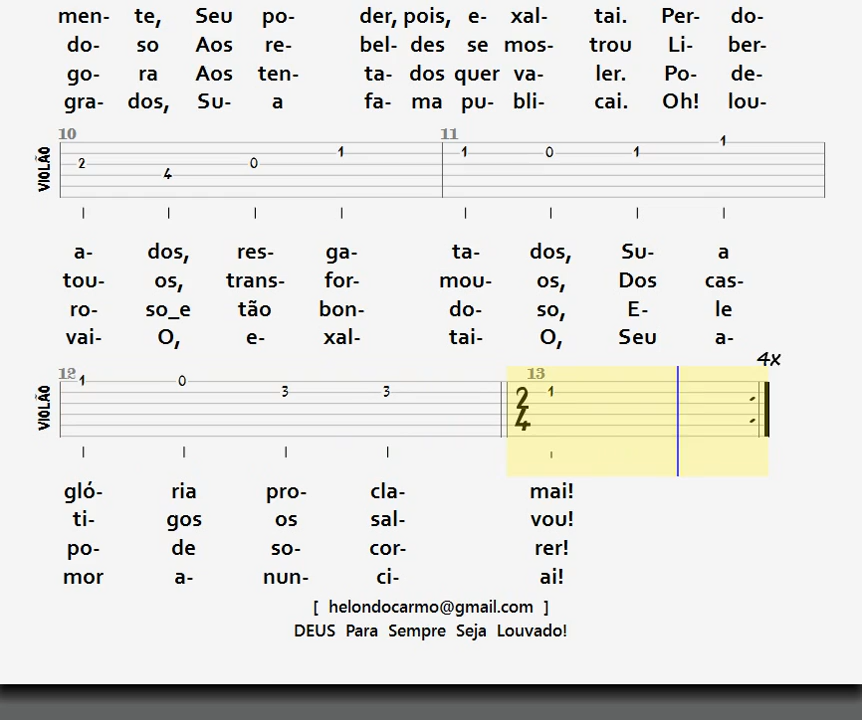 men- te, Seu po- der, pois, e- xal- tai. Per- do-
do- so Aos re- bel- des se mos- trou Li- ber-
go- ra Aos ten- ta- dos quer va- ler. Po- de-
gra- dos, Su- a fa- ma pu- bli- cai. Oh! lou-
10 11
VIOLÃO 2 4 0 1 1 0 1 1
a- dos, res- ga- ta- dos, Su- a
tou- os, trans- for- mou- os, Dos cas-
ro- so_e tão bon- do- so, E- le
vai- O, e- xal- tai- O, Seu a-
4x
12 13
VIOLÃO 1 0 3 3 2/4 1
gló- ria pro- cla- mai!
ti- gos os sal- vou!
po- de so- cor- rer!
mor a- nun- ci- ai!
[ helondocarmo@gmail.com ]
DEUS Para Sempre Seja Louvado!